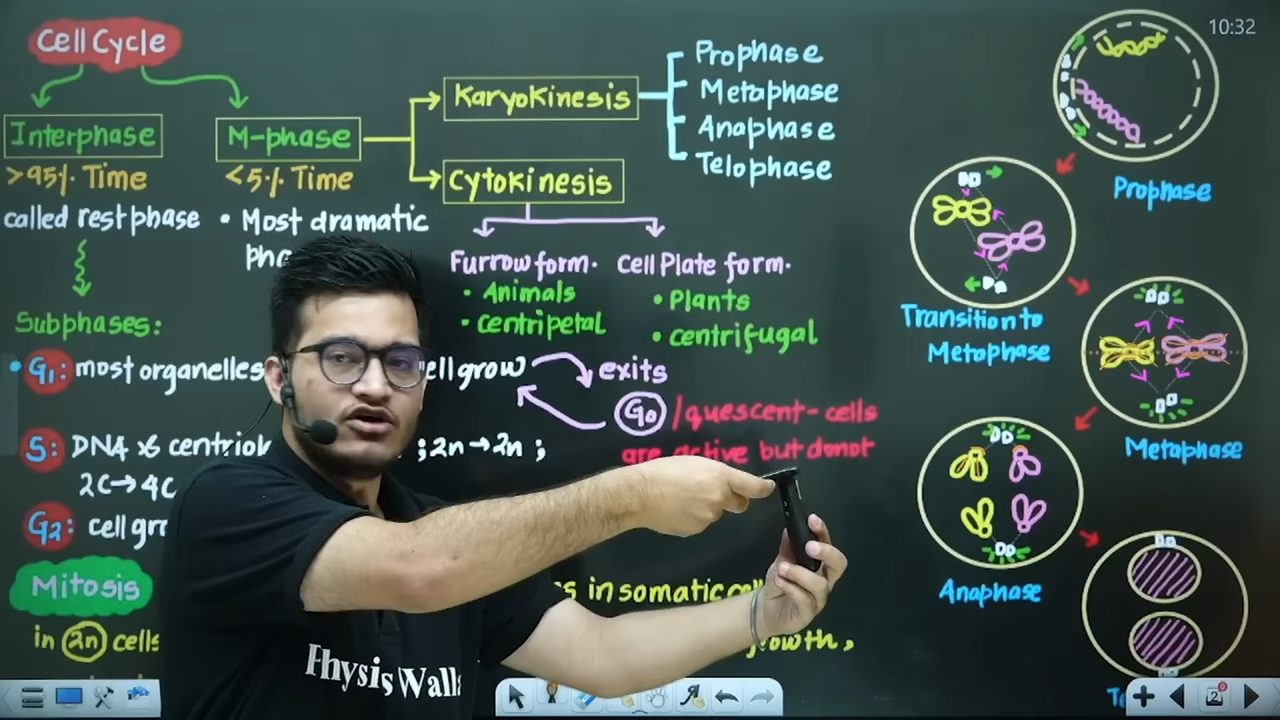 Cell Cycle
10:32
Interphase
>95% Time
called rest phase
Subphases:
M-phase
<5% Time
• Most dramatic
Karyokinesis
Prophase
Metaphase
Anaphase
Telophase
Cytokinesis
Furrow form.
• Animals
• centripetal
Cell Plate form.
• Plants
• centrifugal
• G1: most organelles ell grow
exits
G0 /quescent- cells
are active but donot
S: DNA ; 2n→2n ;
2C→4C
G2: cell gr
Mitosis
s in somatic
in 2n cells
growth,
Physics Walla
Prophase
Transition to
Metaphase
Metaphase
Anaphase
2